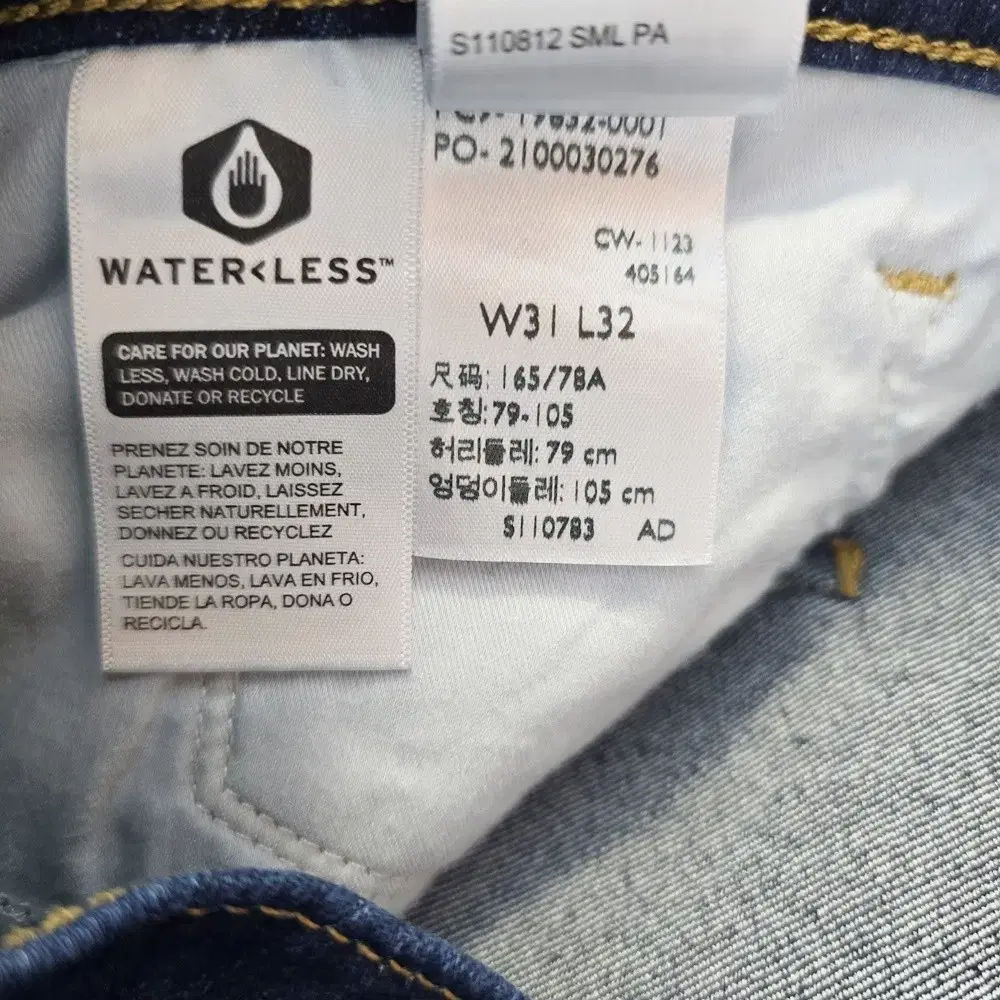 S110812 SML PA
WATER<LESS™
CARE FOR OUR PLANET: WASH
LESS, WASH COLD, LINE DRY,
DONATE OR RECYCLE
PRENEZ SOIN DE NOTRE
PLANETE: LAVEZ MOINS,
LAVEZ A FROID, LAISSEZ
SECHER NATURELLEMENT,
DONNEZ OU RECYCLEZ
CUIDA NUESTRO PLANETA:
LAVA MENOS, LAVA EN FRIO,
TIENDE LA ROPA, DONA O
RECICLA.
PO- 2100030276
CW- 1123
405164
W31 L32
尺码: 165/78A
호칭:79-105
허리둘레: 79 cm
엉덩이둘레: 105 cm
S110783 AD